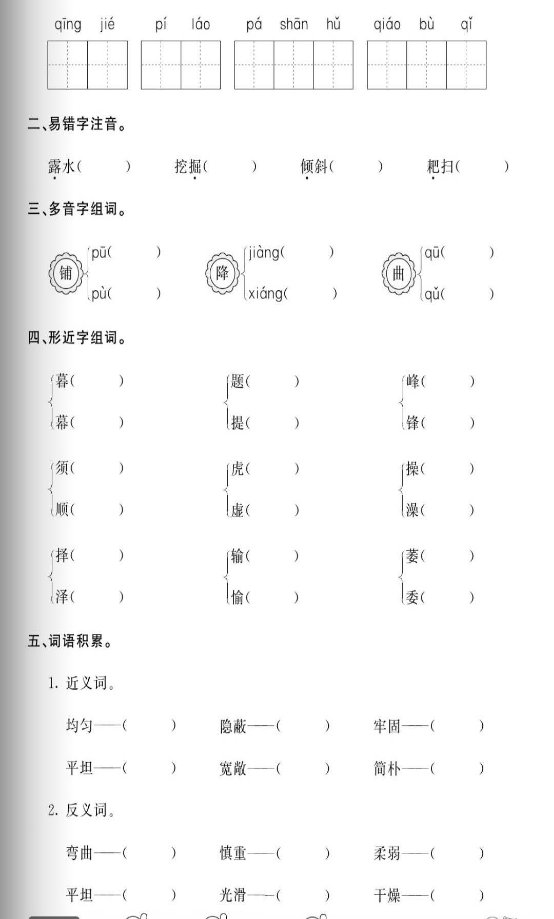 qīng jié pí láo pá shān hǔ qiáo bù qǐ
二、易错字注音。
露水( ) 挖掘( ) 倾斜( ) 耙扫( )
三、多音字组词。
铺 pū( ) pù( ) 降 jiàng( ) xiáng( ) 曲 qū( ) qǔ( )
四、形近字组词。
暮( ) 题( ) 峰( )
幕( ) 提( ) 锋( )
须( ) 虎( ) 操( )
顺( ) 虚( ) 澡( )
择( ) 输( ) 萎( )
泽( ) 愉( ) 委( )
五、词语积累。
1. 近义词。
均匀——( ) 隐蔽——( ) 牢固——( )
平坦——( ) 宽敞——( ) 简朴——( )
2. 反义词。
弯曲——( ) 慎重——( ) 柔弱——( )
平坦——( ) 光滑——( ) 干燥——( )